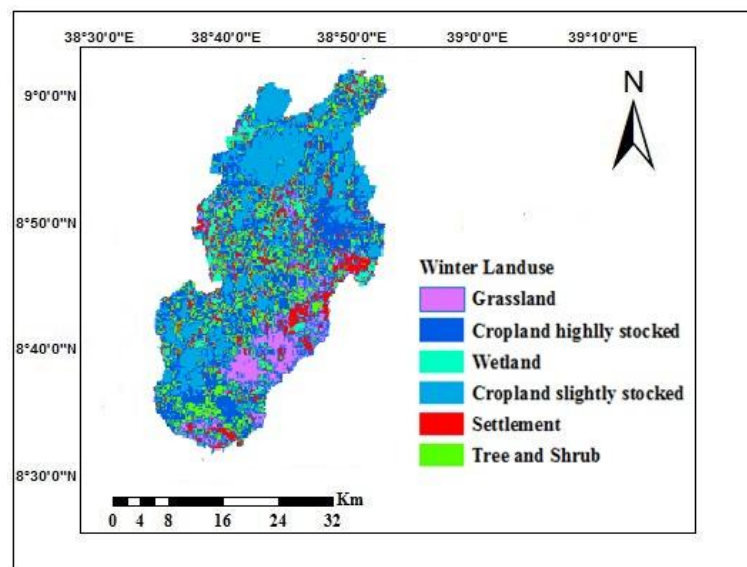 38°30'0"E 38°40'0"E 38°50'0"E 39°0'0"E 39°10'0"E
9°0'0"N
N
8°50'0"N
Winter Landuse
Grassland
Cropland highlly stocked
8°40'0"N
Wetland
Cropland slightly stocked
Settlement
Tree and Shrub
8°30'0"N
Km
0 4 8 16 24 32